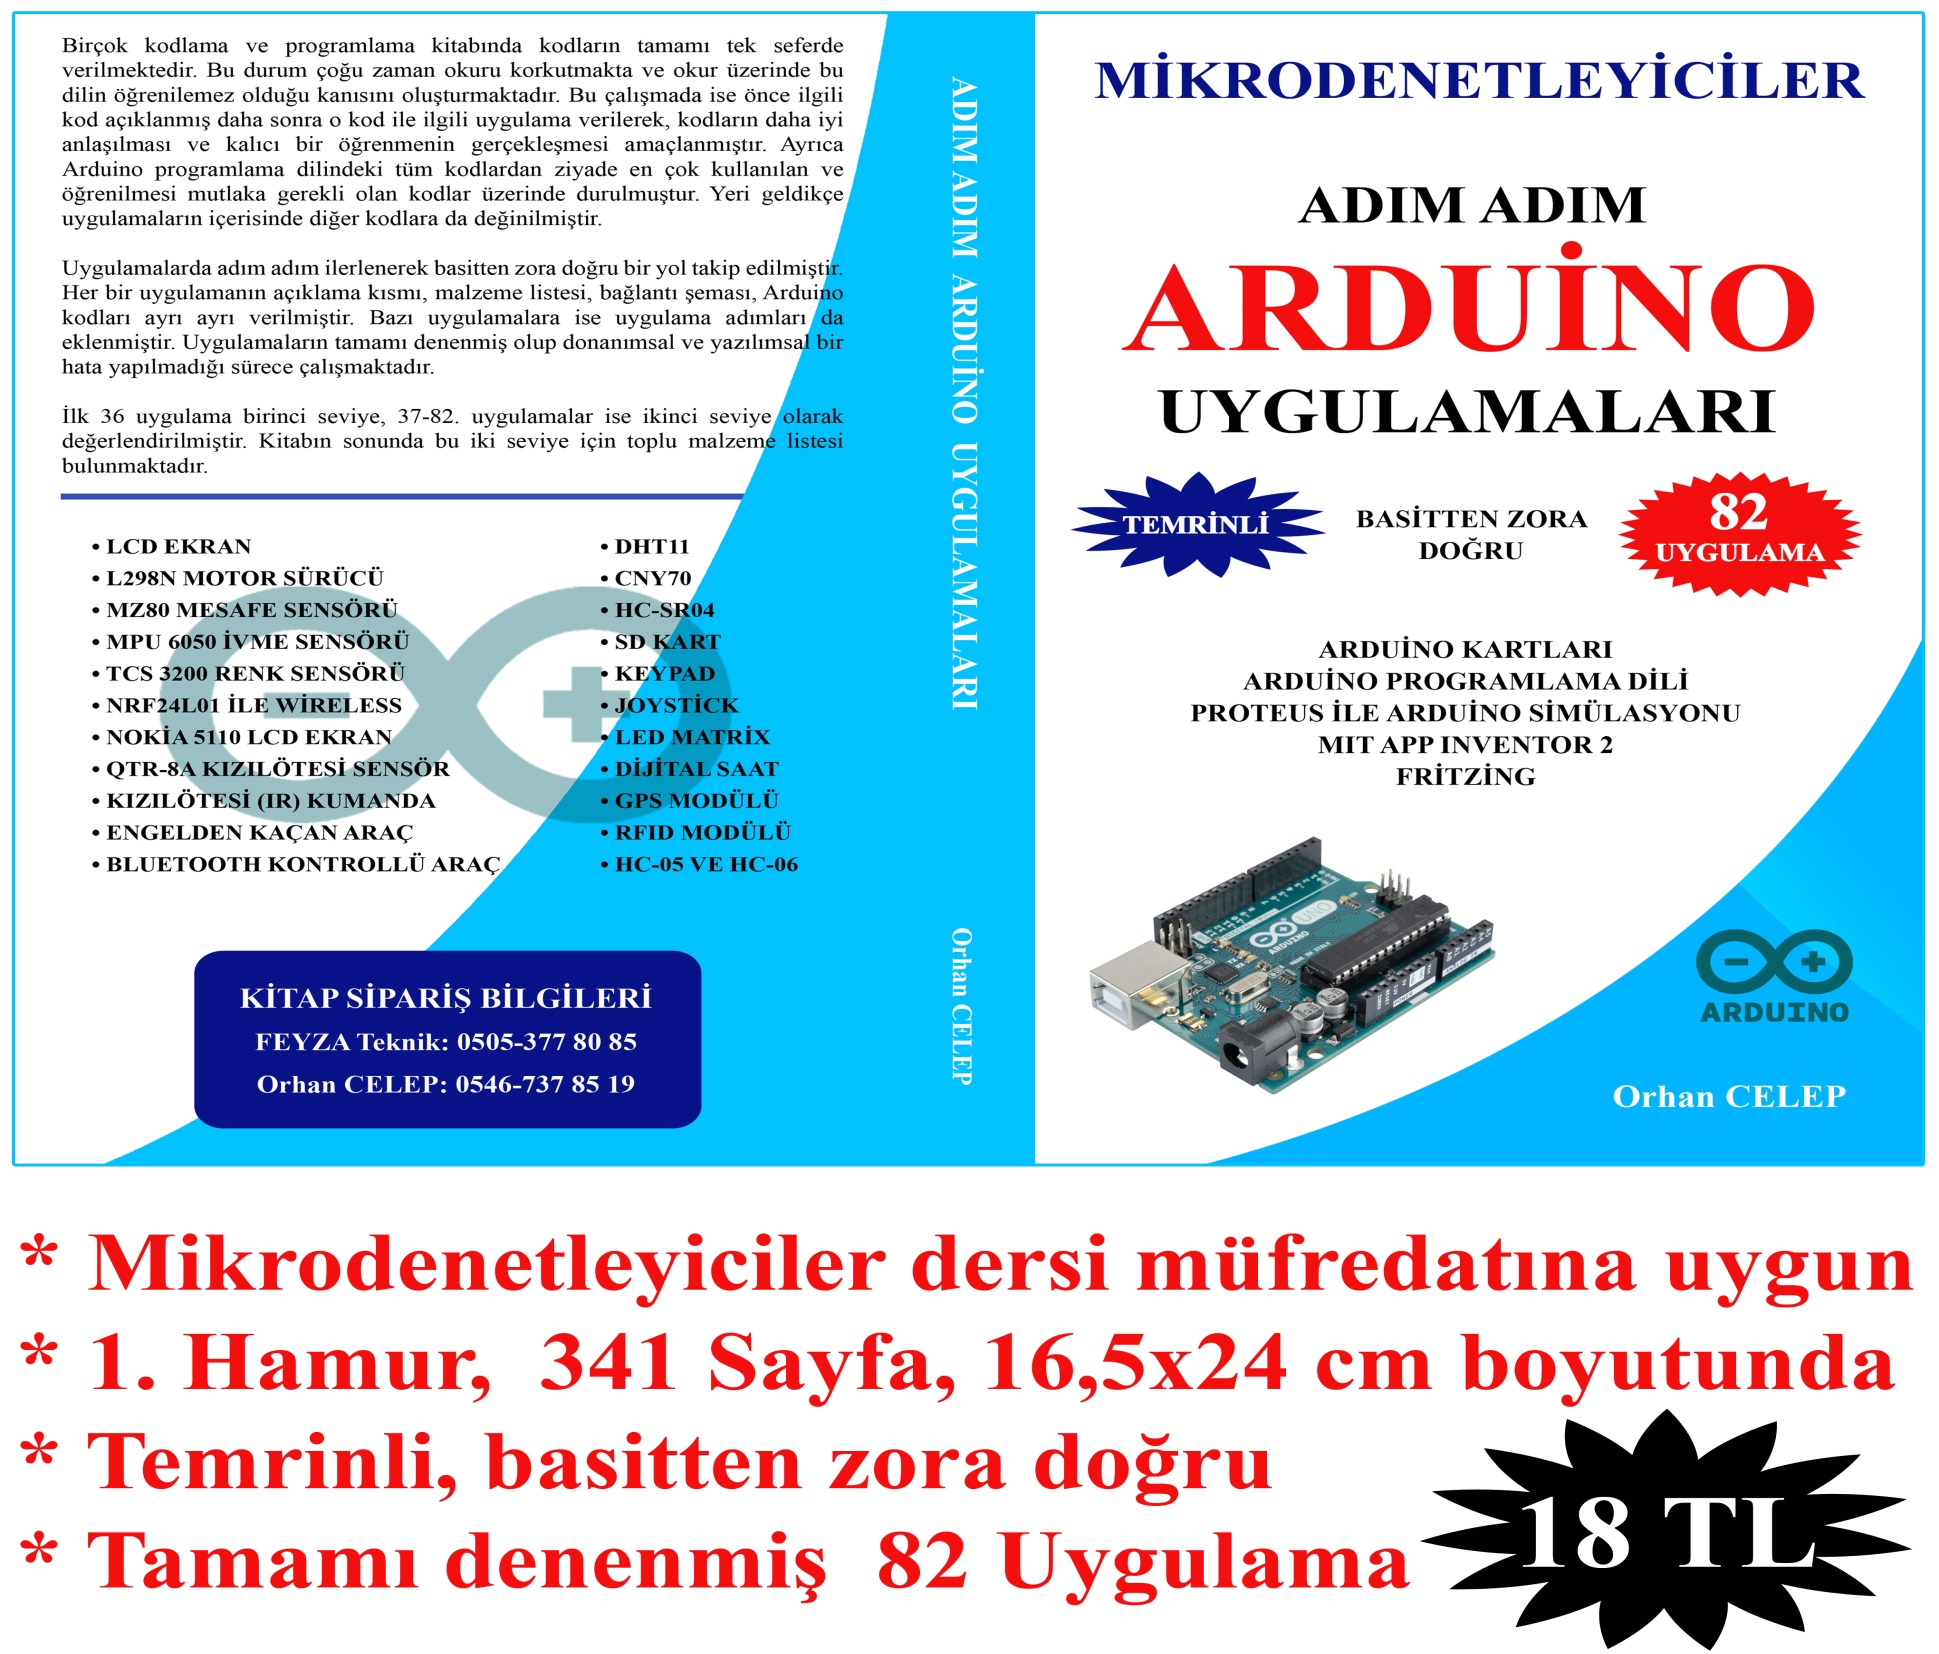 Birçok kodlama ve programlama kitabında kodların tamamı tek seferde
verilmektedir. Bu durum çoğu zaman okuru korkutmakta ve okur üzerinde bu
dilin öğrenilemez olduğu kanısını oluşturmaktadır. Bu çalışmada ise önce ilgili
kod açıklanmış daha sonra o kod ile ilgili uygulama verilerek, kodların daha iyi
anlaşılması ve kalıcı bir öğrenmenin gerçekleşmesi amaçlanmıştır. Ayrıca
Arduino programlama dilindeki tüm kodlardan ziyade en çok kullanılan ve
öğrenilmesi mutlaka gerekli olan kodlar üzerinde durulmuştur. Yeri geldikçe
uygulamaların içerisinde diğer kodlara da değinilmiştir.
Uygulamalarda adım adım ilerlenerek basitten zora doğru bir yol takip edilmiştir.
Her bir uygulamanın açıklama kısmı, malzeme listesi, bağlantı şeması, Arduino
kodları ayrı ayrı verilmiştir. Bazı uygulamalara ise uygulama adımları da
eklenmiştir. Uygulamaların tamamı denenmiş olup donanımsal ve yazılımsal bir
hata yapılmadığı sürece çalışmaktadır.
İlk 36 uygulama birinci seviye, 37-82. uygulamalar ise ikinci seviye olarak
değerlendirilmiştir. Kitabın sonunda bu iki seviye için toplu malzeme listesi
bulunmaktadır.
• LCD EKRAN
• L298N MOTOR SÜRÜCÜ
• MZ80 MESAFE SENSÖRÜ
• MPU 6050 İVME SENSÖRÜ
• TCS 3200 RENK SENSÖRÜ
• NRF24L01 İLE WİRELESS
• NOKİA 5110 LCD EKRAN
• QTR-8A KIZILÖTESİ SENSÖR
• KIZILÖTESİ (IR) KUMANDA
• ENGELDEN KAÇAN ARAÇ
• BLUETOOTH KONTROLLÜ ARAÇ
• DHT11
• CNY70
• HC-SR04
• SD KART
• KEYPAD
• JOYSTİCK
• LED MATRİX
• DİJİTAL SAAT
• GPS MODÜLÜ
• RFID MODÜLÜ
• HC-05 VE HC-06
KİTAP SİPARİŞ BİLGİLERİ
FEYZA Teknik: 0505-377 80 85
Orhan CELEP: 0546-737 85 19
ADIM ADIM ARDUİNO UYGULAMALARI
Orhan CELEP
MİKRODENETLEYİCİLER
ADIM ADIM
ARDUİNO
UYGULAMALARI
TEMRİNLİ
BASİTTEN ZORA
DOĞRU
82
UYGULAMA
ARDUİNO KARTLARI
ARDUİNO PROGRAMLAMA DİLİ
PROTEUS İLE ARDUİNO SİMÜLASYONU
MIT APP INVENTOR 2
FRİTZİNG
UNO
ARDUINO
ARDUINO
Orhan CELEP
* Mikrodenetleyiciler dersi müfredatına uygun
* 1. Hamur, 341 Sayfa, 16,5x24 cm boyutunda
* Temrinli, basitten zora doğru
* Tamamı denenmiş 82 Uygulama
18 TL